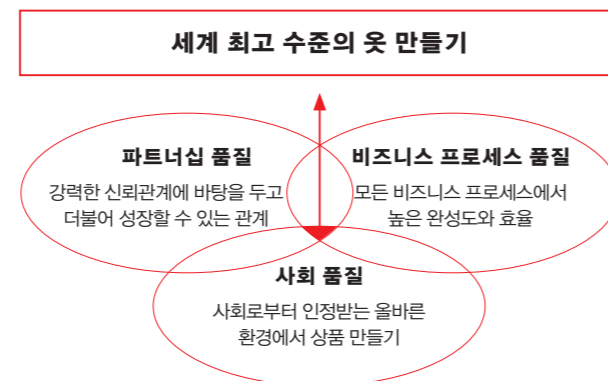 세계 최고 수준의 옷 만들기
파트너십 품질
강력한 신뢰관계에 바탕을 두고
더불어 성장할 수 있는 관계
비즈니스 프로세스 품질
모든 비즈니스 프로세스에서
높은 완성도와 효율
사회 품질
사회로부터 인정받는 올바른
환경에서 상품 만들기